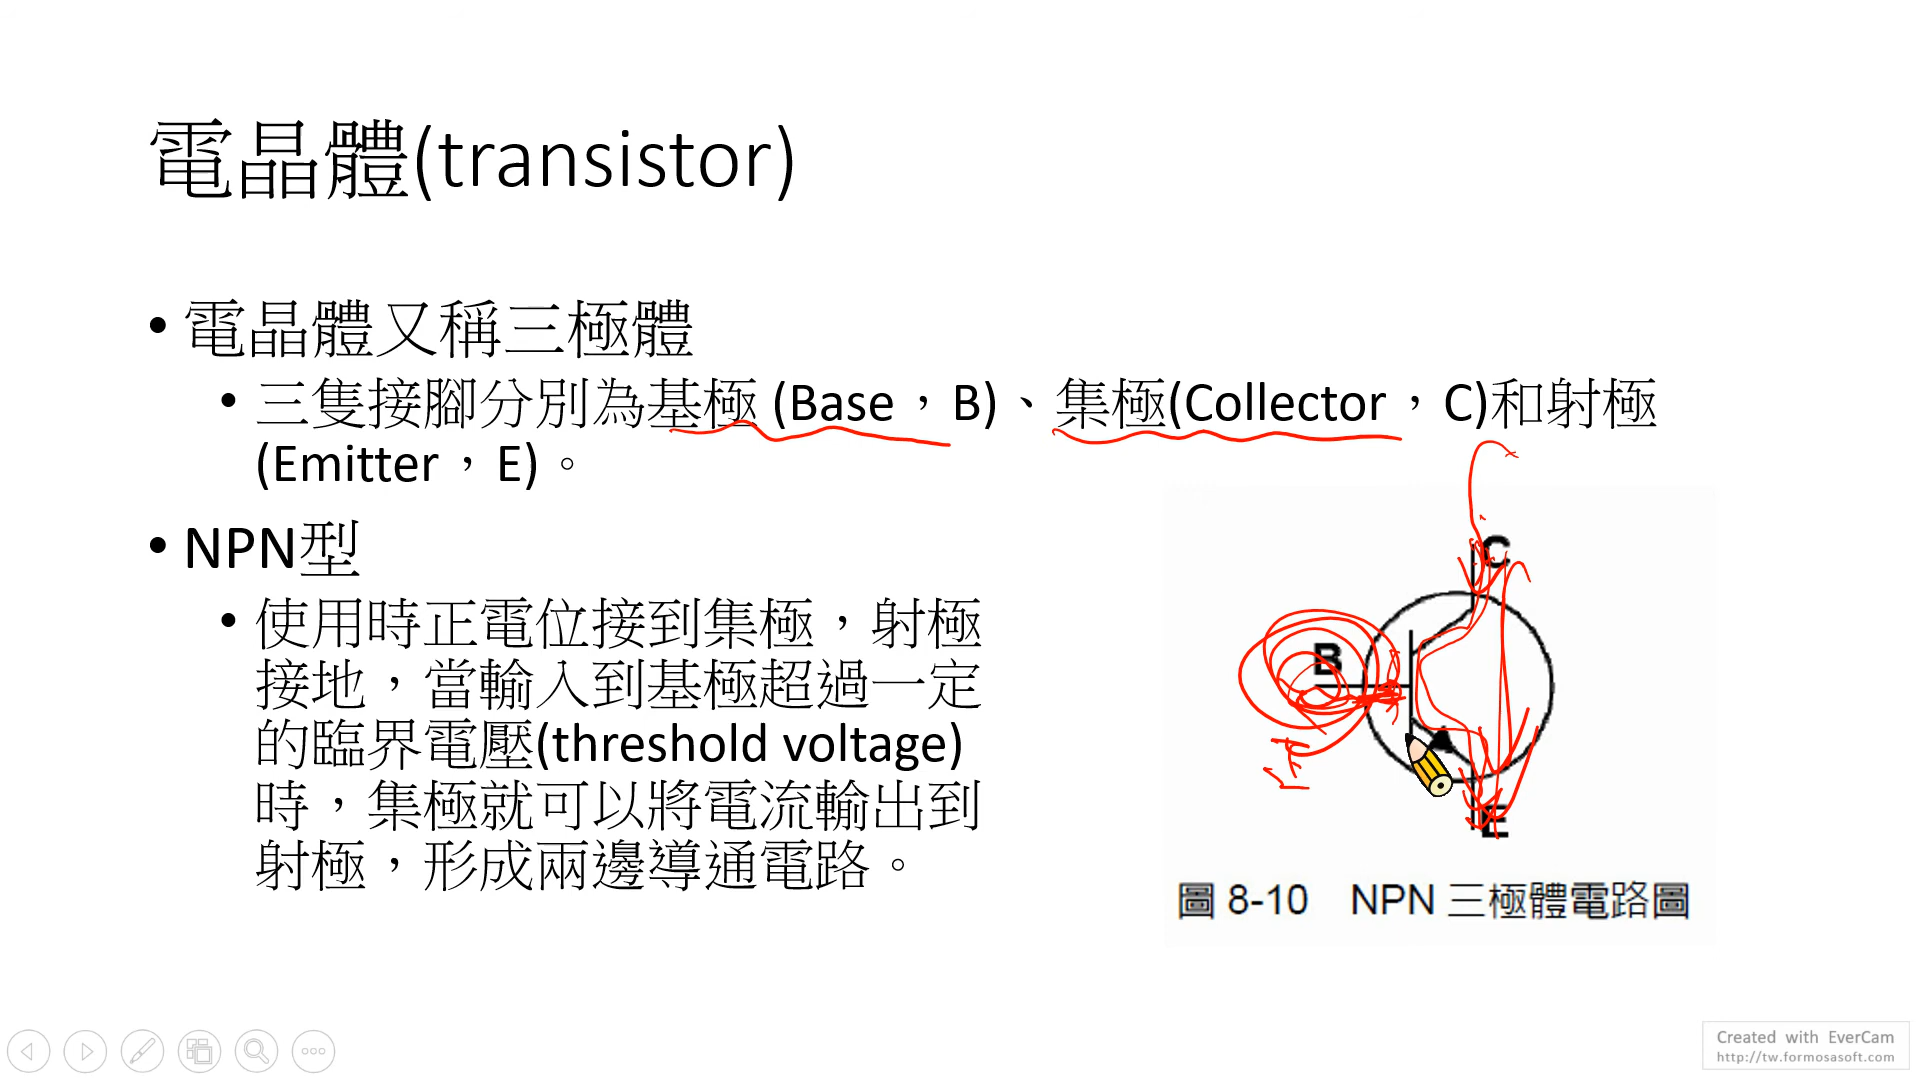 電晶體(transistor)
• 電晶體又稱三極體
• 三隻接腳分別為基極 (Base，B)、集極(Collector，C)和射極
(Emitter，E)。
• NPN型
• 使用時正電位接到集極，射極
接地，當輸入到基極超過一定
的臨界電壓(threshold voltage)
時，集極就可以將電流輸出到
射極，形成兩邊導通電路。
C
B
E
圖 8-10 NPN 三極體電路圖
Created with EverCam
http://tw.formosasoft.com